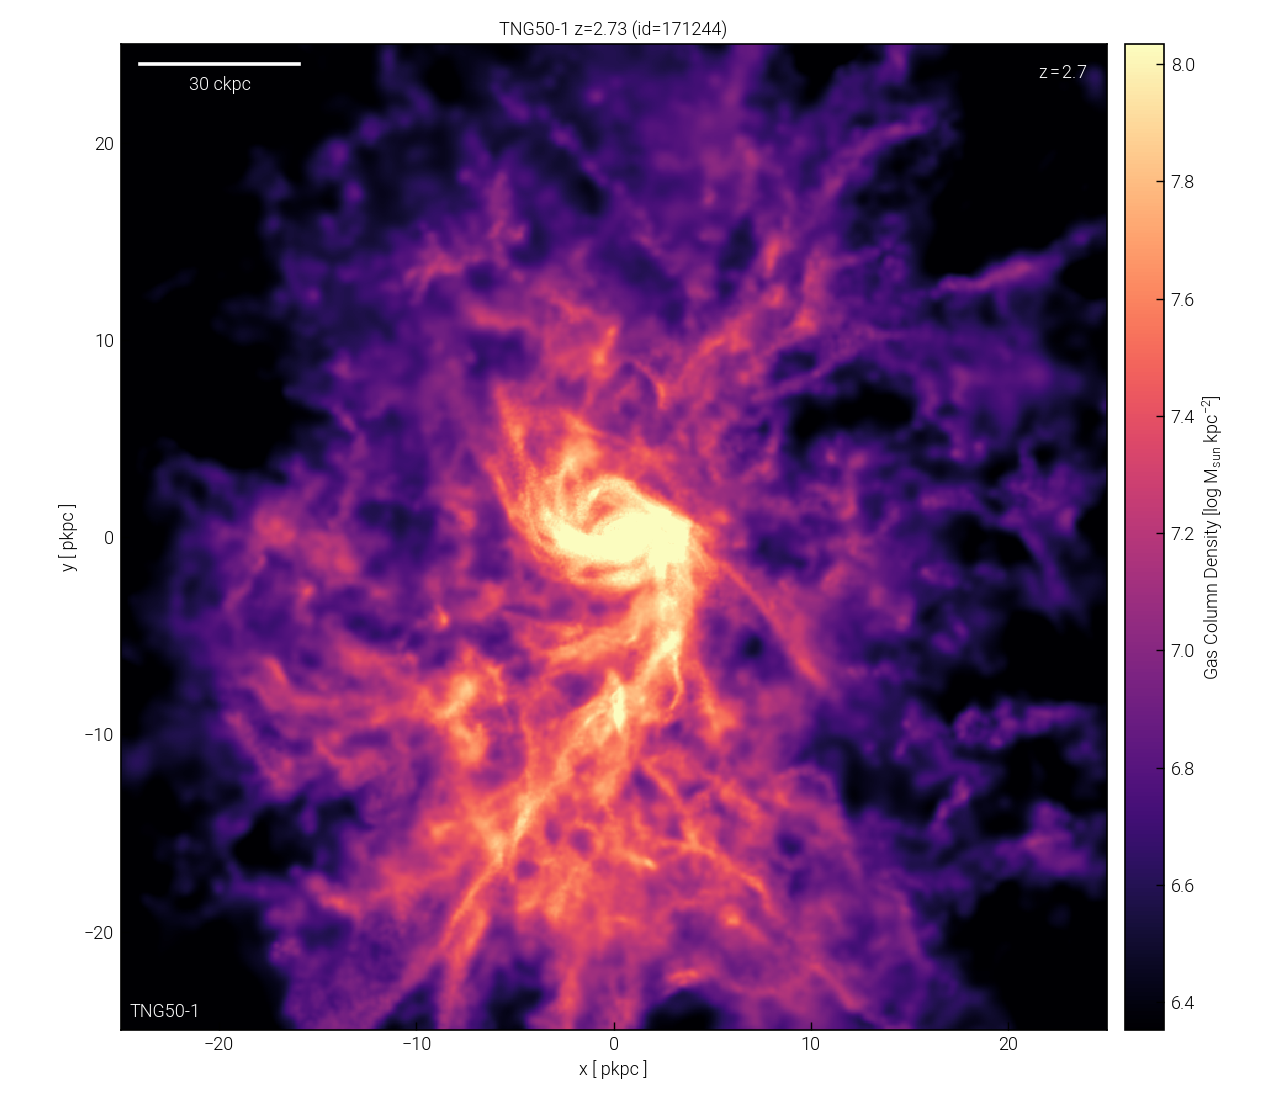 TNG50-1 z=2.73 (id=171244)
30 ckpc
z=2.7
TNG50-1
20
10
0
−10
−20
y [ pkpc ]
−20
−10
0
10
20
x [ pkpc ]
8.0
7.8
7.6
7.4
7.2
7.0
6.8
6.6
6.4
Gas Column Density [log M_sun kpc⁻²]